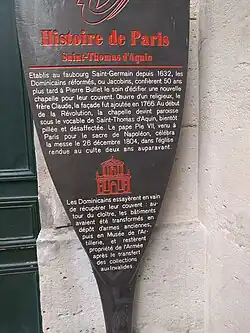 Histoire de Paris
Saint-Thomas d'Aquin
Etablis au faubourg Saint-Germain depuis 1632, les
Dominicains réformés, ou Jacobins, confièrent 50 ans
plus tard à Pierre Bullet le soin d'édifier une nouvelle
chapelle pour leur couvent. Œuvre d'un religieux, le
frère Claude, la façade fut ajoutée en 1766. Au début
de la Révolution, la chapelle devint paroisse
sous le vocable de Saint-Thomas d'Aquin, bientôt
pillée et désaffectée. Le pape Pie VII, venu à
Paris pour le sacre de Napoléon, célébra
la messe le 26 décembre 1804, dans l'église
rendue au culte deux ans auparavant.
Les Dominicains essayèrent en vain
de récupérer leur couvent : au-
tour du cloître, les bâtiments
avaient été transformés en
dépôt d'armes anciennes,
puis en Musée de l'Ar-
tillerie, et restèrent
propriété de l'Armée
après le transfert
des collections
aux Invalides.